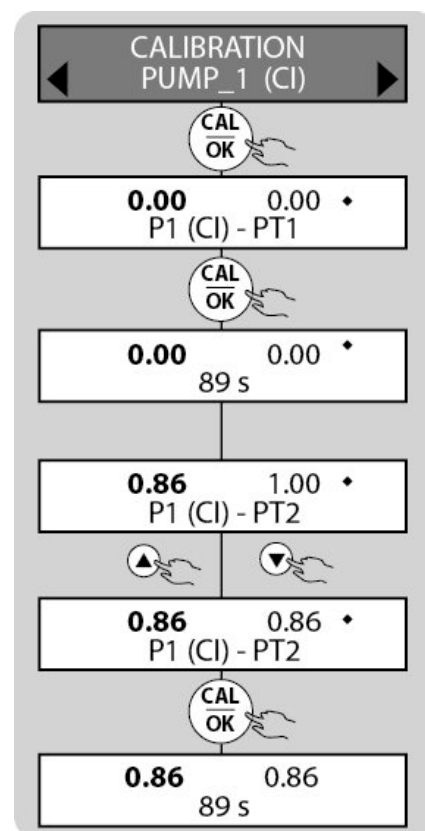 CALIBRATION
PUMP_1 (CI)
CAL
OK
0.00 0.00
P1 (CI) - PT1
CAL
OK
0.00 0.00
89 s
0.86 1.00
P1 (CI) - PT2
0.86 0.86
P1 (CI) - PT2
CAL
OK
0.86 0.86
89 s